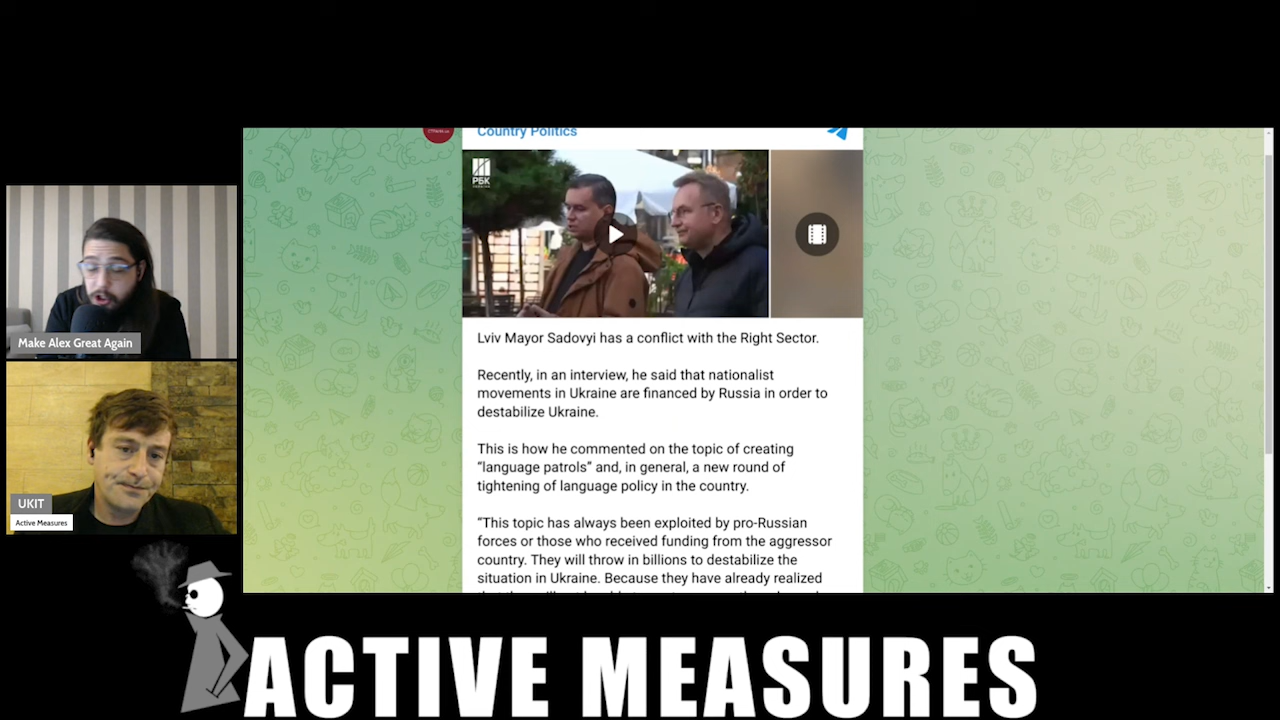 Country Politics
РБК
Lviv Mayor Sadovyi has a conflict with the Right Sector.
Recently, in an interview, he said that nationalist
movements in Ukraine are financed by Russia in order to
destabilize Ukraine.
This is how he commented on the topic of creating
“language patrols” and, in general, a new round of
tightening of language policy in the country.
“This topic has always been exploited by pro-Russian
forces or those who received funding from the aggressor
country. They will throw in billions to destabilize the
situation in Ukraine. Because they have already realized
Make Alex Great Again
UKIT
Active Measures
ACTIVE MEASURES